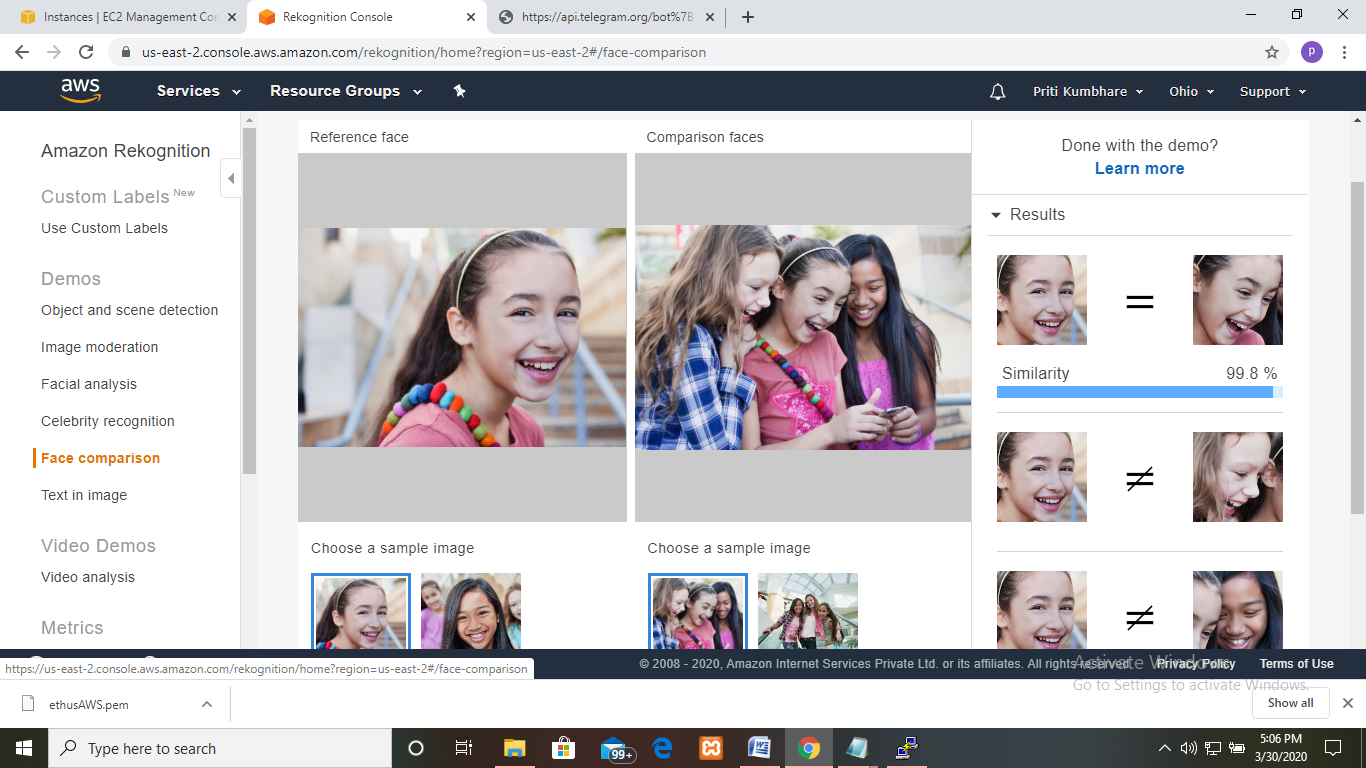 Instances | EC2 Management Con
Rekognition Console
https://api.telegram.org/bot%7B
us-east-2.console.aws.amazon.com/rekognition/home?region=us-east-2#/face-comparison
p
aws
Services
Resource Groups
Priti Kumbhare
Ohio
Support
Amazon Rekognition
Custom Labels New
Use Custom Labels
Demos
Object and scene detection
Image moderation
Facial analysis
Celebrity recognition
Face comparison
Text in image
Video Demos
Video analysis
Metrics
Reference face
Comparison faces
Choose a sample image
Choose a sample image
Done with the demo?
Learn more
Results
=
Similarity 99.8 %
≠
≠
https://us-east-2.console.aws.amazon.com/rekognition/home?region=us-east-2#/face-comparison
© 2008 - 2020, Amazon Internet Services Private Ltd. or its affiliates. All rights reserved.
Privacy Policy
Terms of Use
Activate Windows
Go to Settings to activate Windows.
ethusAWS.pem
Show all
Type here to search
99+
5:06 PM
3/30/2020